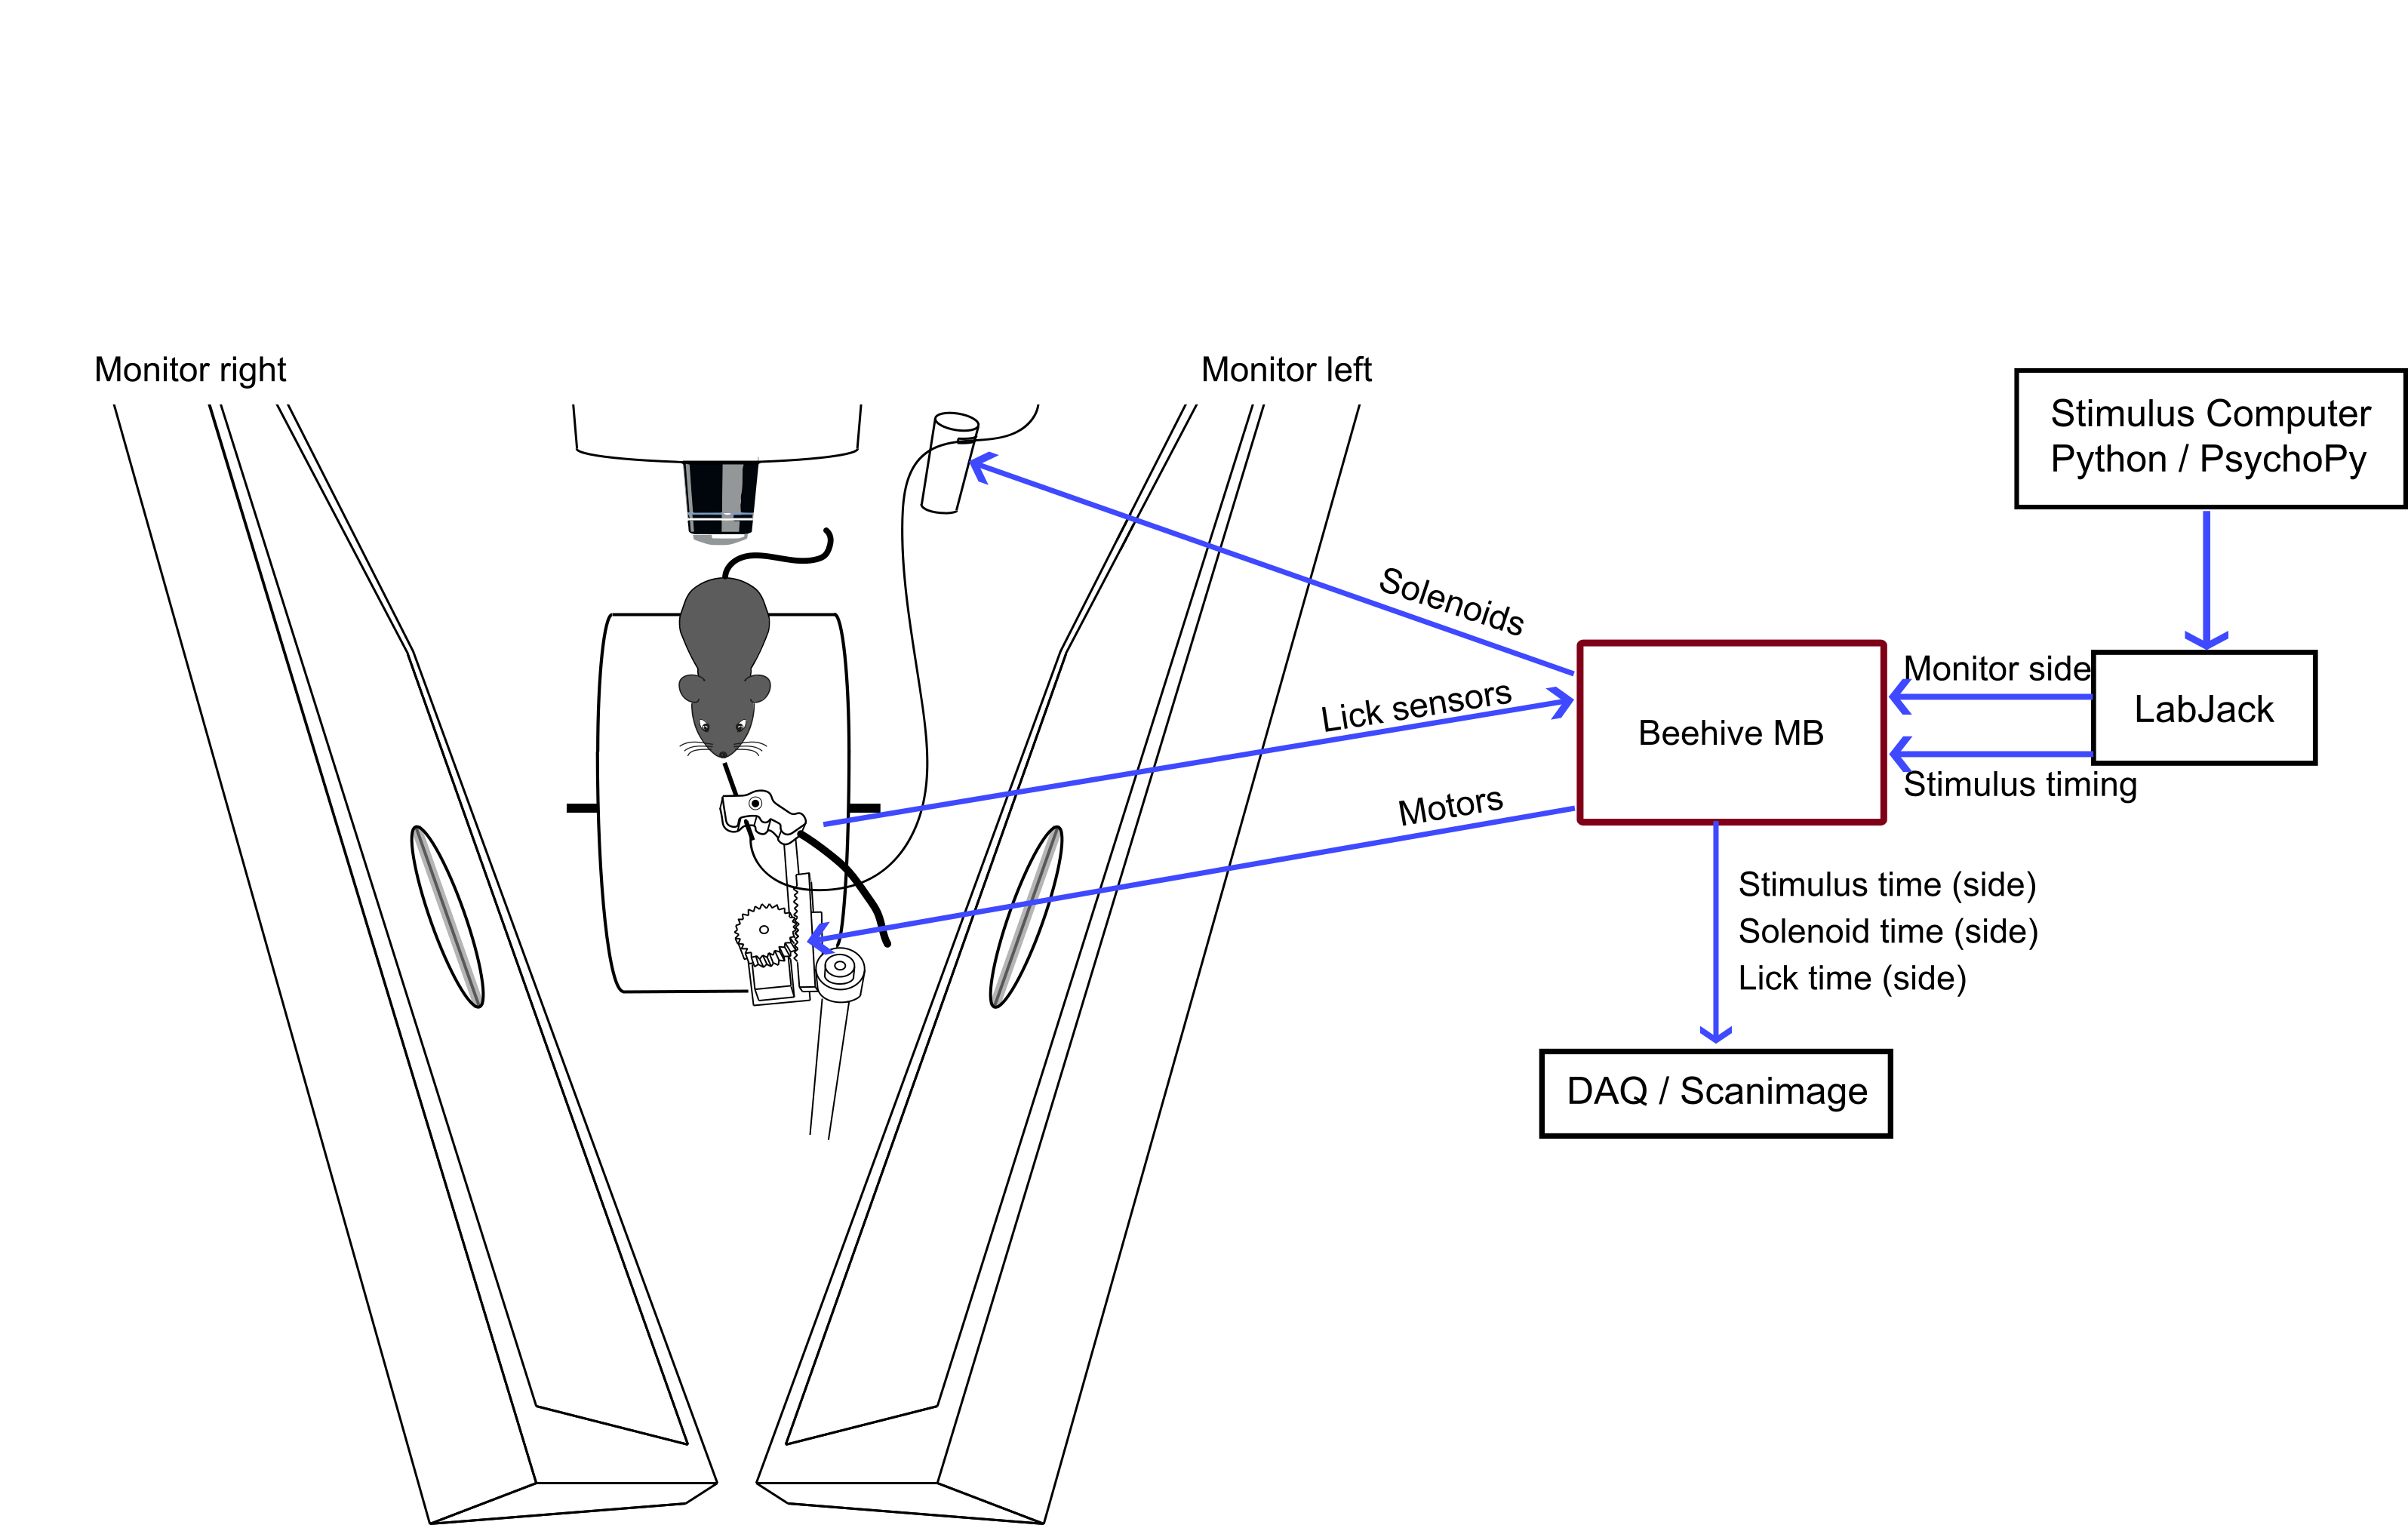 Monitor right
Monitor left
Stimulus Computer
Python / PsychoPy
Solenoids
Lick sensors
Motors
Beehive MB
Monitor side
Stimulus timing
LabJack
Stimulus time (side)
Solenoid time (side)
Lick time (side)
DAQ / Scanimage